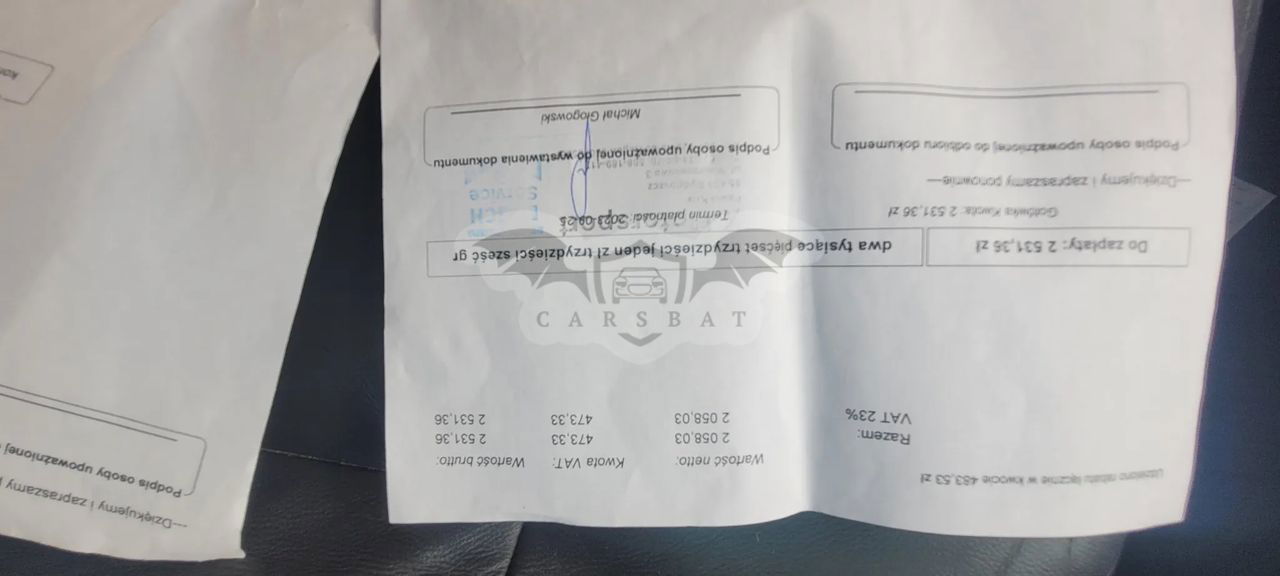 Udzielono rabatu łącznie w kwocie 483,53 zł
Wartość netto: Kwota VAT: Wartość brutto:
Razem: 2 058,03 473,33 2 531,36
VAT 23% 2 058,03 473,33 2 531,36
Do zapłaty: 2 531,36 zł dwa tysiące pięćset trzydzieści jeden zł trzydzieści sześć gr
Gotówka Kwota: 2 531,36 zł Termin płatności:
---Dziękujemy i zapraszamy ponownie---
Podpis osoby upoważnionej do odbioru dokumentu
Podpis osoby upoważnionej do wystawienia dokumentu
Michał Głogowski
SERVICE
---Dziękujemy i zapraszamy
Podpis osoby upoważnionej
CARSBAT